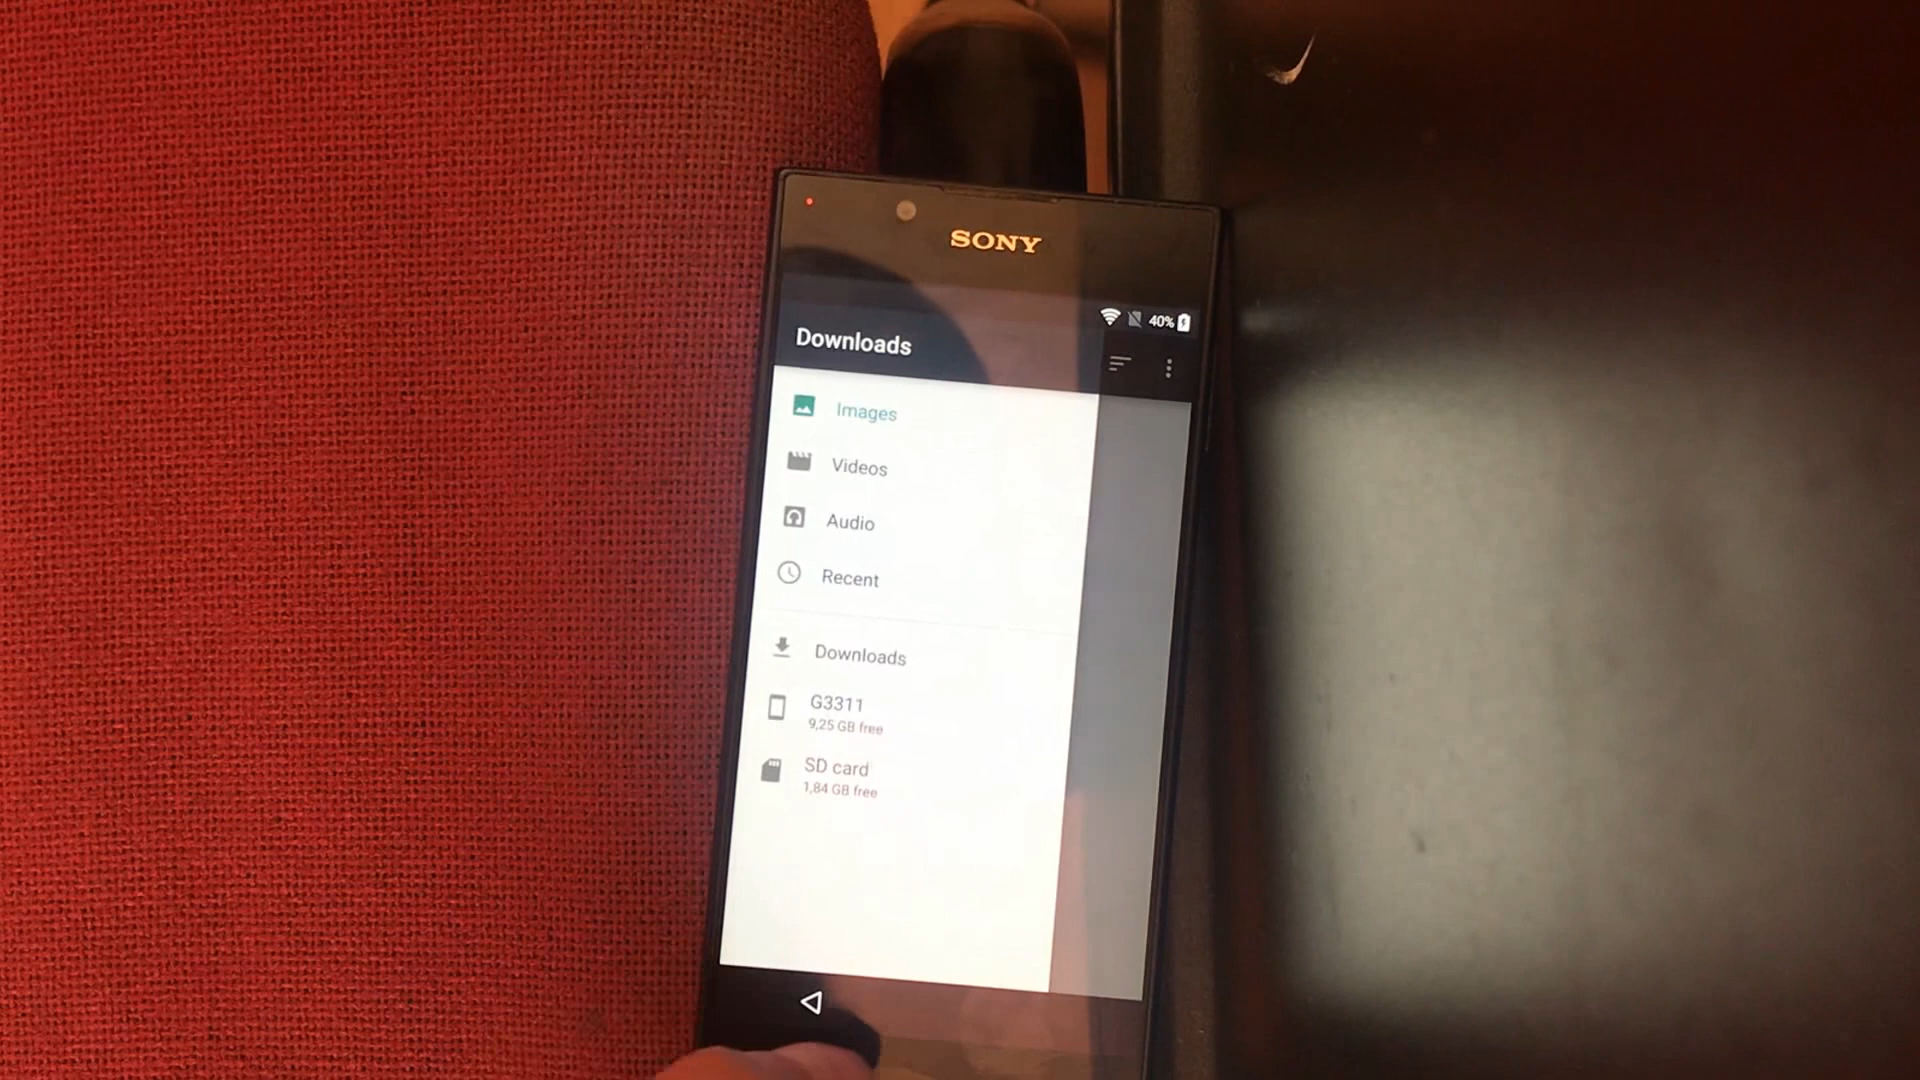 SONY
40%
Downloads
Images
Videos
Audio
Recent
Downloads
G3311
9,25 GB free
SD card
1,84 GB free